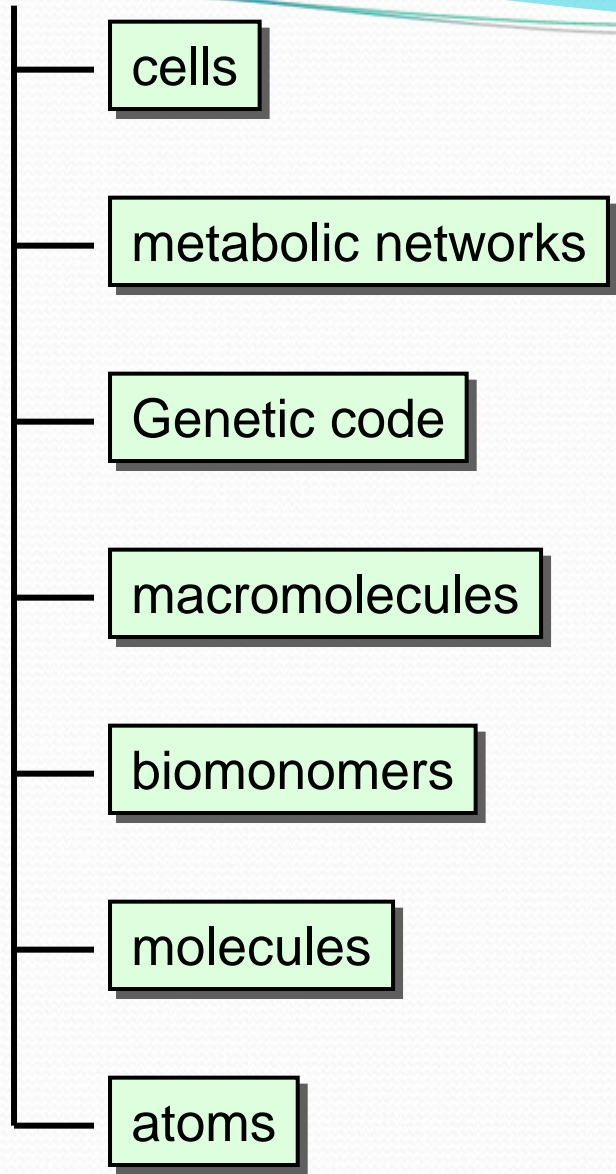 cells
metabolic networks
Genetic code
macromolecules
biomonomers
molecules
atoms